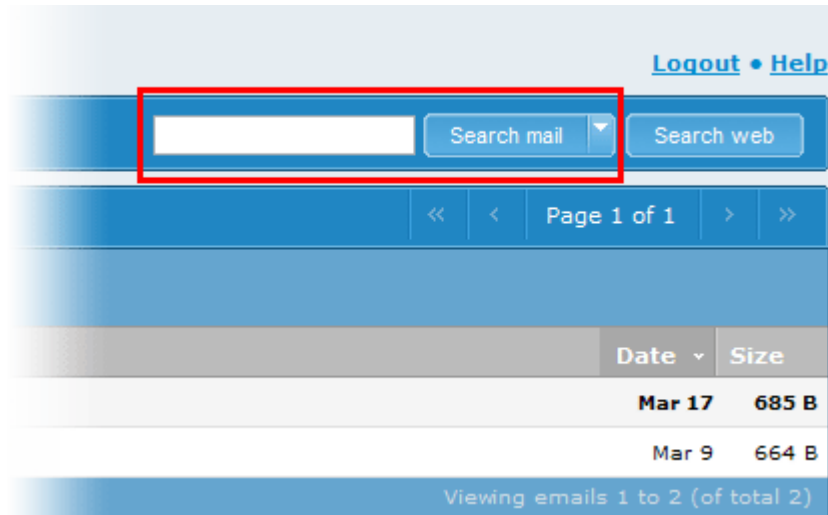 Logout • Help
Search mail Search web
« < Page 1 of 1 > »
Date Size
Mar 17 685 B
Mar 9 664 B
Viewing emails 1 to 2 (of total 2)